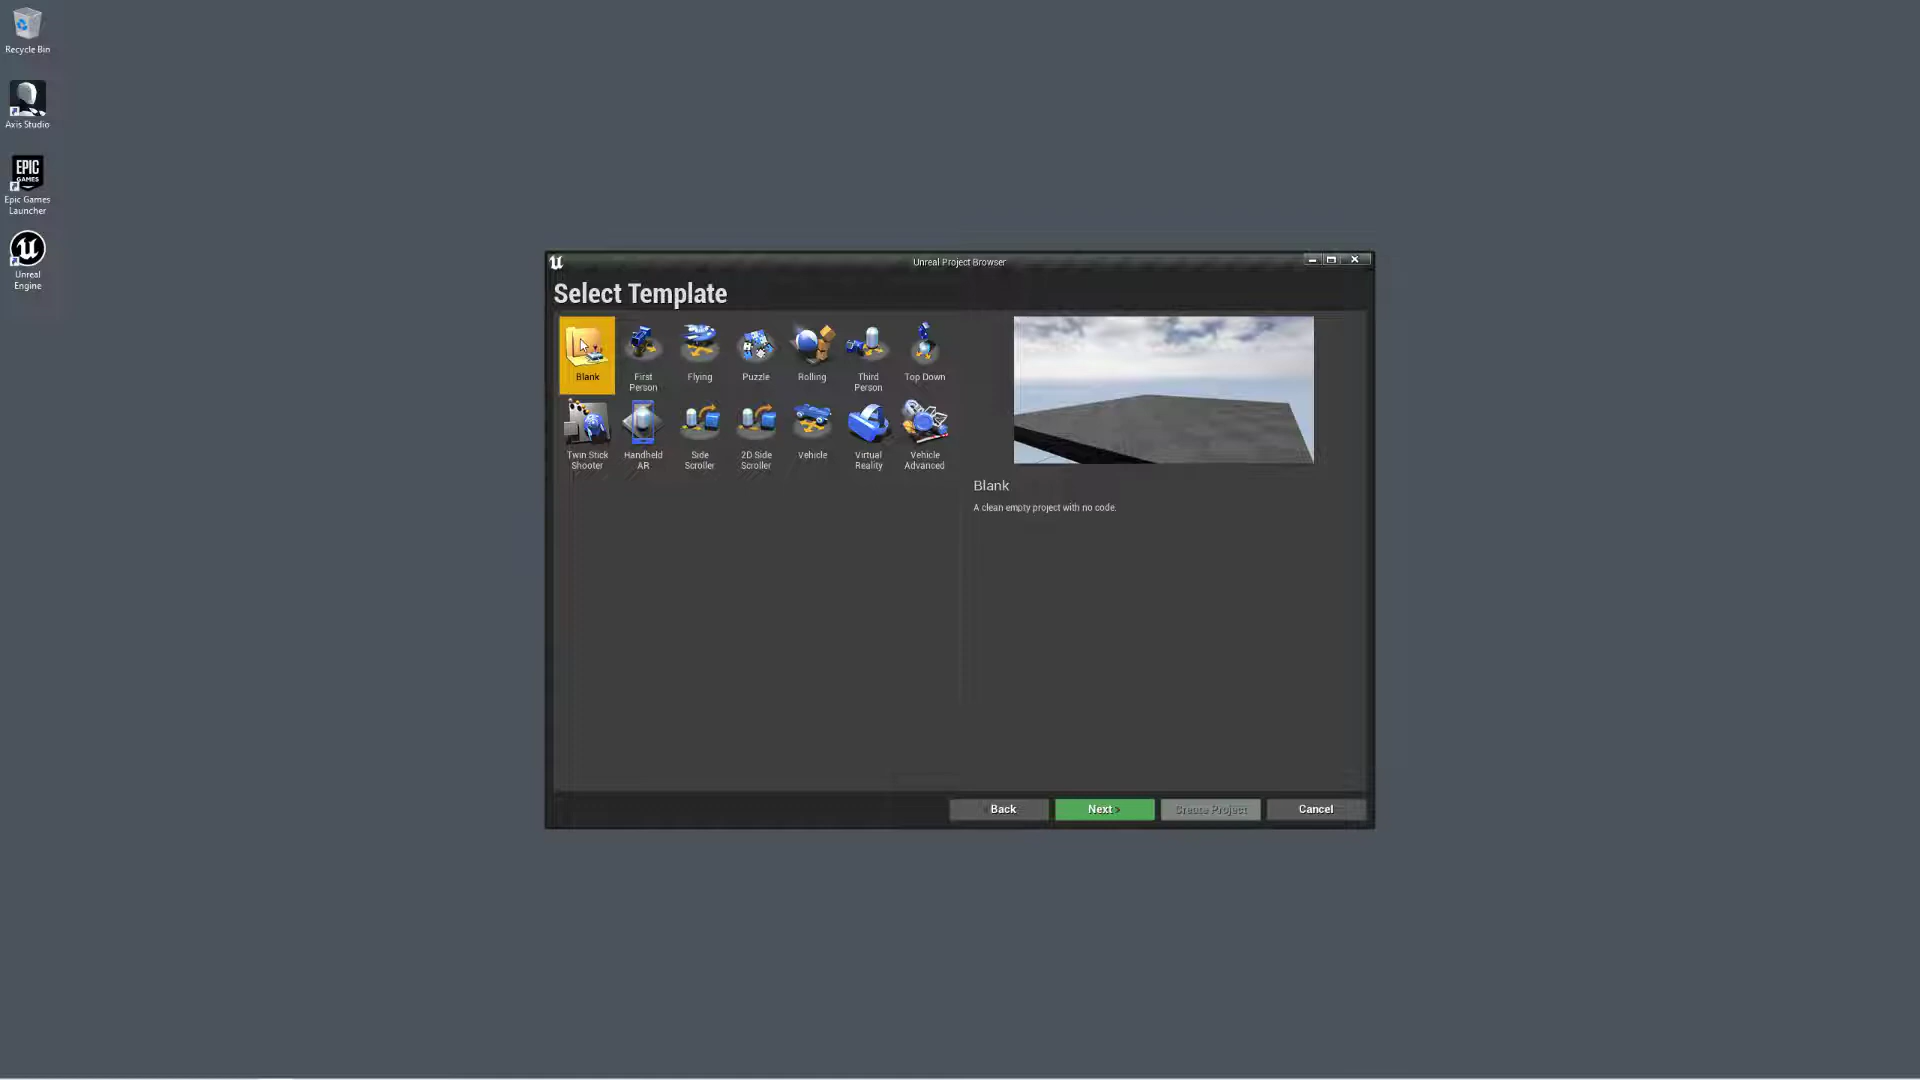 Recycle Bin
Axis Studio
EPIC
GAMES
Epic Games
Launcher
Unreal
Engine
Unreal Project Browser
Select Template
Blank
First
Person
Flying
Puzzle
Rolling
Third
Person
Top Down
Twin Stick
Shooter
Handheld
AR
Side
Scroller
2D Side
Scroller
Vehicle
Virtual
Reality
Vehicle
Advanced
Blank
A clean empty project with no code.
Back
Next >
Create Project
Cancel